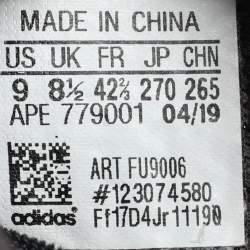 MADE IN CHINA
US UK FR JP CHN
9 8½ 42⅔ 270 265
APE 779001 04/19
ART FU9006
#123074580
adidas Ff17D4Jr11190